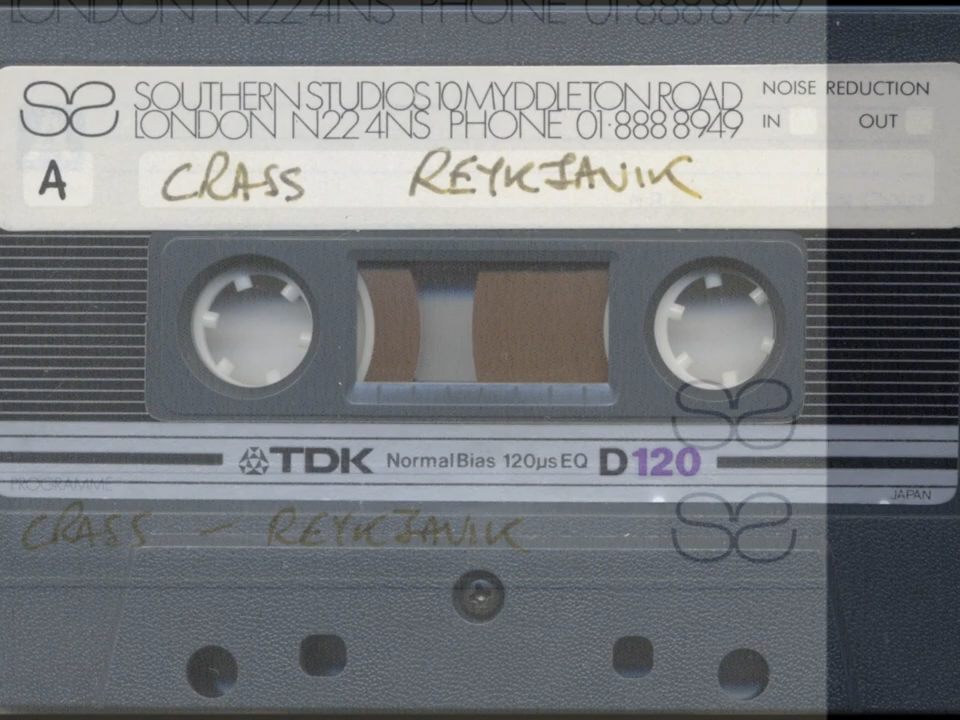 LONDON N22 4NS PHONE 01·888 8949
SOUTHERN STUDIOS 10 MYDDLETON ROAD
LONDON N22 4NS PHONE 01·888 8949
NOISE REDUCTION
IN OUT
A CRASS REYKJAVIK
TDK Normal Bias 120µs EQ D120
PROGRAMME
JAPAN
CRASS - REYKJAVIK